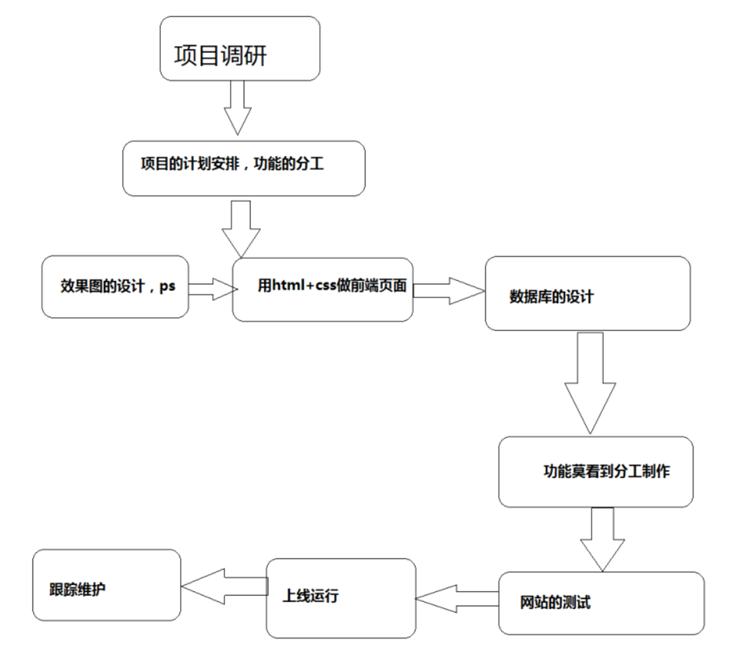 项目调研
项目的计划安排，功能的分工
效果图的设计，ps
用html+css做前端页面
数据库的设计
功能莫看到分工制作
网站的测试
上线运行
跟踪维护